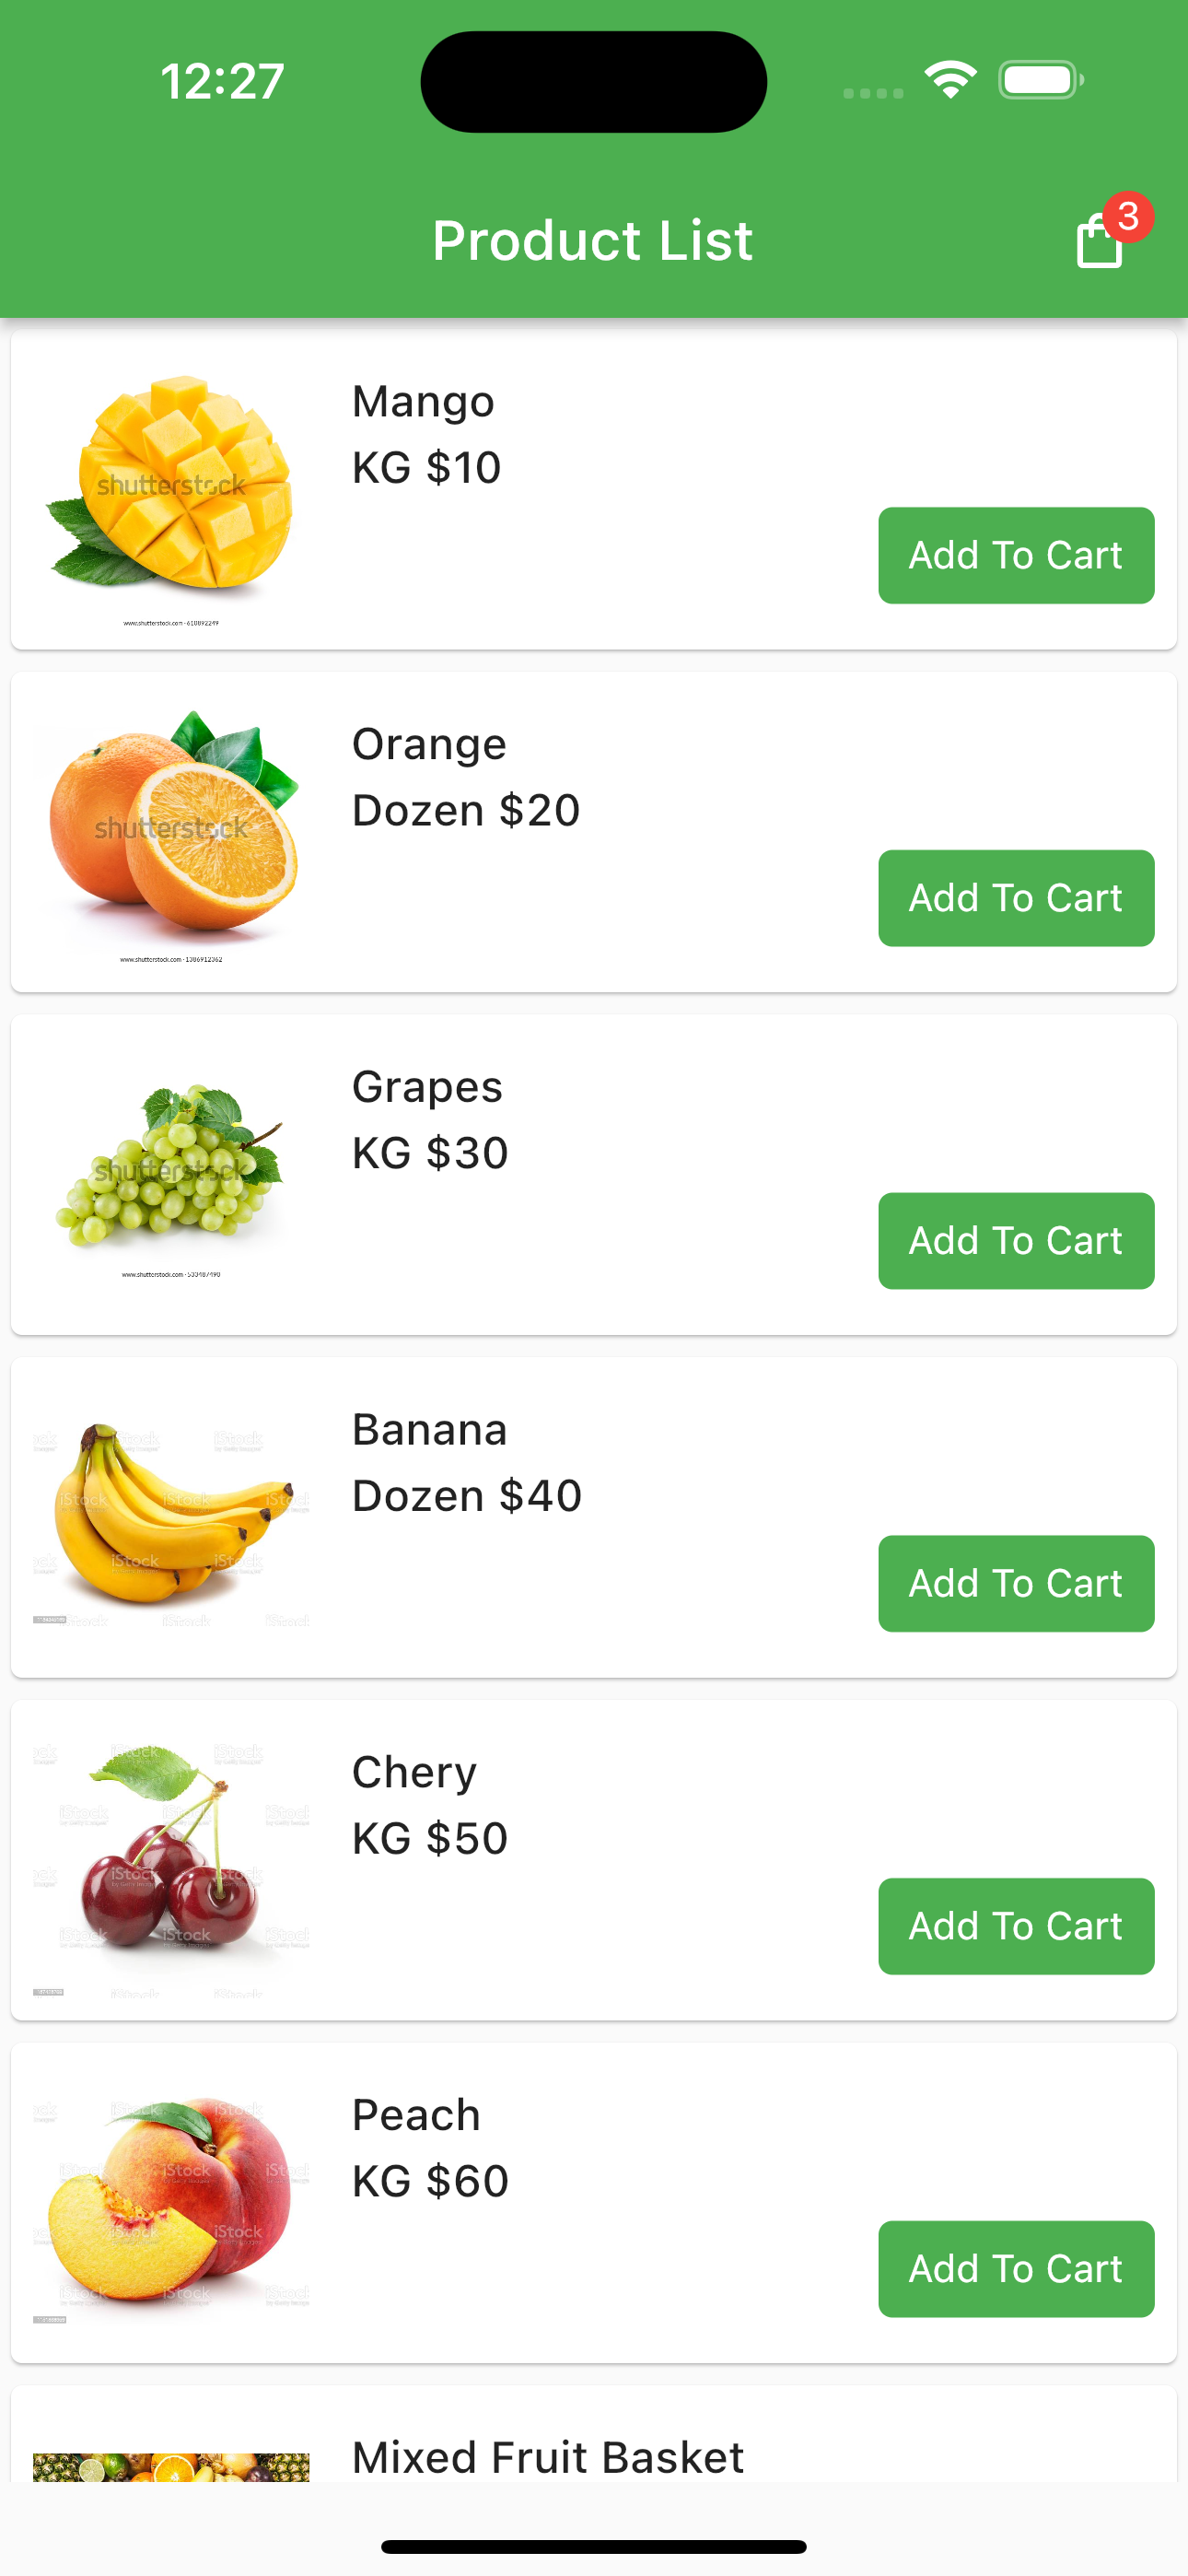 12:27
Product List
3
Mango
KG $10
shutterstock
Add To Cart
www.shutterstock.com · 610892249
Orange
Dozen $20
shutterstock
Add To Cart
www.shutterstock.com · 1386912362
Grapes
KG $30
shutterstock
Add To Cart
www.shutterstock.com · 533487490
Banana
Dozen $40
iStock
Add To Cart
Chery
KG $50
iStock
Add To Cart
Peach
KG $60
iStock
Add To Cart
Mixed Fruit Basket